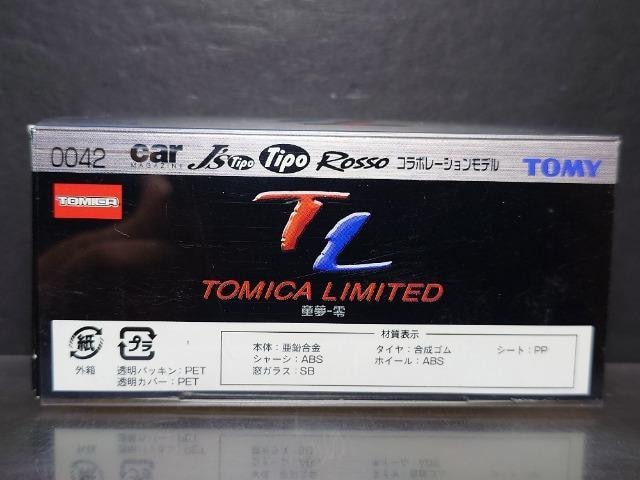 0042 car MAGAZINE J's Tipo Tipo Rosso コラボレーションモデル TOMY
TOMICA
TL
TOMICA LIMITED
童夢-零
紙
外箱
プラ
透明パッキン:PET
透明カバー:PET
材質表示
本体:亜鉛合金 タイヤ:合成ゴム シート:PP
シャーシ:ABS ホイール:ABS
窓ガラス:SB